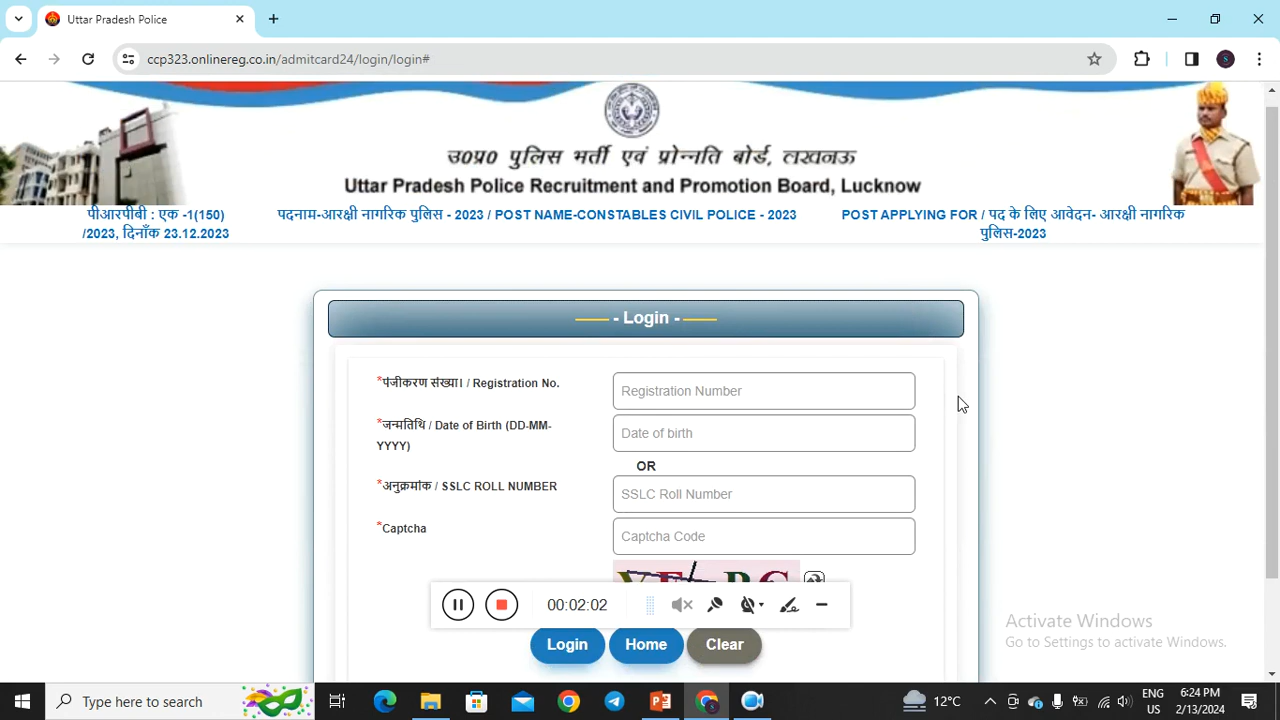 Uttar Pradesh Police
ccp323.onlinereg.co.in/admitcard24/login/login#
उ0प्र0 पुलिस भर्ती एवं प्रोन्नति बोर्ड, लखनऊ
Uttar Pradesh Police Recruitment and Promotion Board, Lucknow
पीआरपीबी : एक -1(150)
/2023, दिनाँक 23.12.2023
पदनाम-आरक्षी नागरिक पुलिस - 2023 / POST NAME-CONSTABLES CIVIL POLICE - 2023
POST APPLYING FOR / पद के लिए आवेदन- आरक्षी नागरिक
पुलिस-2023
- Login -
*पंजीकरण संख्या। / Registration No.
Registration Number
*जन्मतिथि / Date of Birth (DD-MM-
YYYY)
Date of birth
OR
*अनुक्रमांक / SSLC ROLL NUMBER
SSLC Roll Number
*Captcha
Captcha Code
00:02:02
Login
Home
Clear
Activate Windows
Go to Settings to activate Windows.
Type here to search
12°C
ENG
US
6:24 PM
2/13/2024